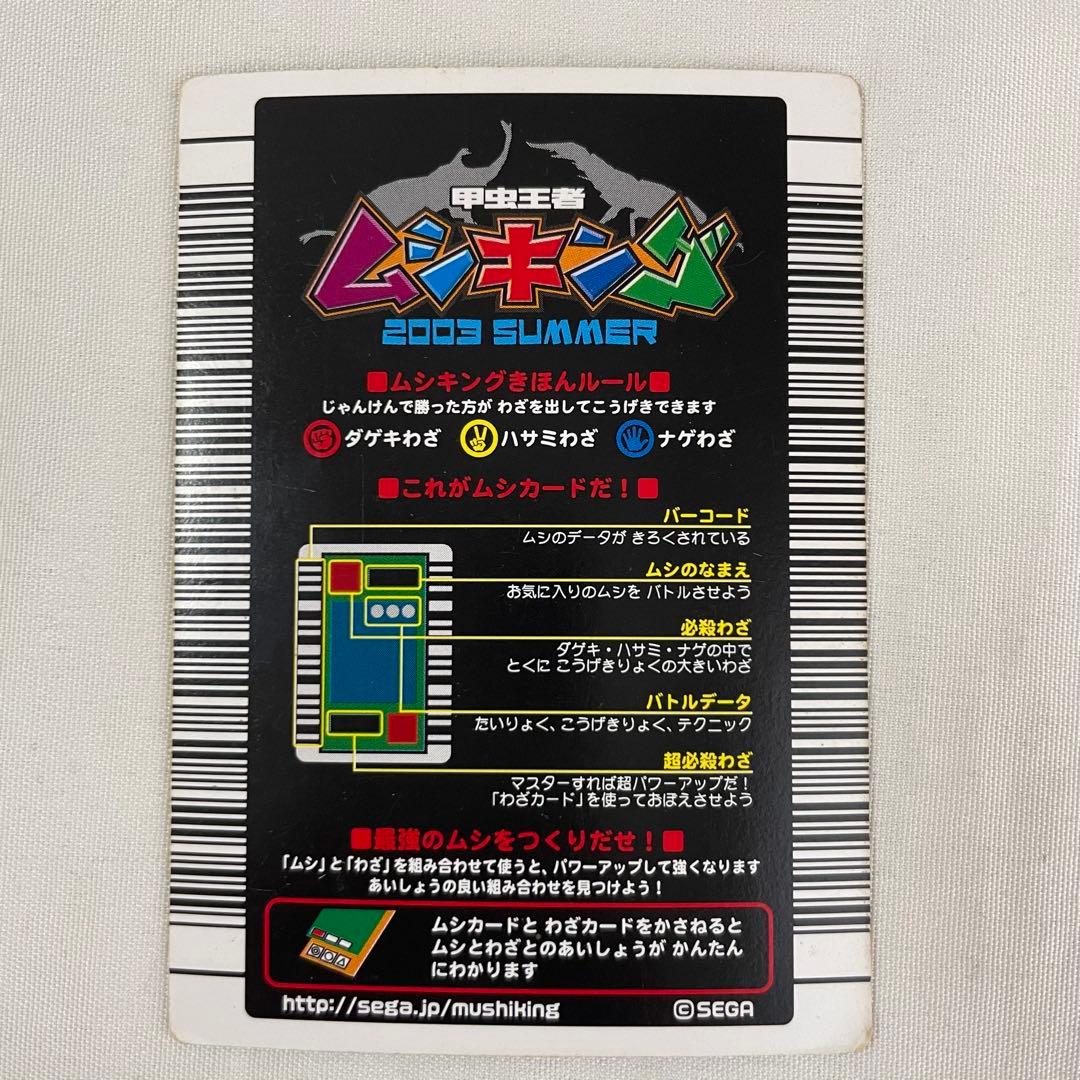 甲虫王者
ムシキング
2003 SUMMER
■ムシキングきほんルール■
じゃんけんで勝った方が わざを出してこうげきできます
ダゲキわざ ハサミわざ ナゲわざ
■これがムシカードだ！■
バーコード
ムシのデータが きろくされている
ムシのなまえ
お気に入りのムシを バトルさせよう
必殺わざ
ダゲキ・ハサミ・ナゲの中で
とくに こうげきりょくの大きいわざ
バトルデータ
たいりょく、こうげきりょく、テクニック
超必殺わざ
マスターすれば超パワーアップだ！
「わざカード」を使っておぼえさせよう
■最強のムシをつくりだせ！■
「ムシ」と「わざ」を組み合わせて使うと、パワーアップして強くなります
あいしょうの良い組み合わせを見つけよう！
ムシカードと わざカードをかさねると
ムシとわざとのあいしょうが かんたん
にわかります
http://sega.jp/mushiking ©SEGA